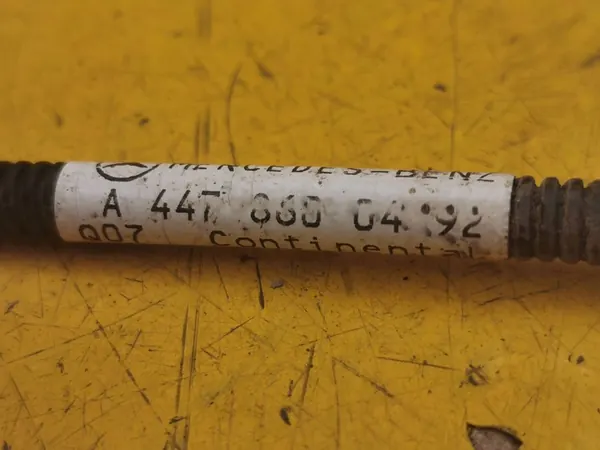 MERCEDES-BENZ
A 447 860 04 92
Q07 Continental